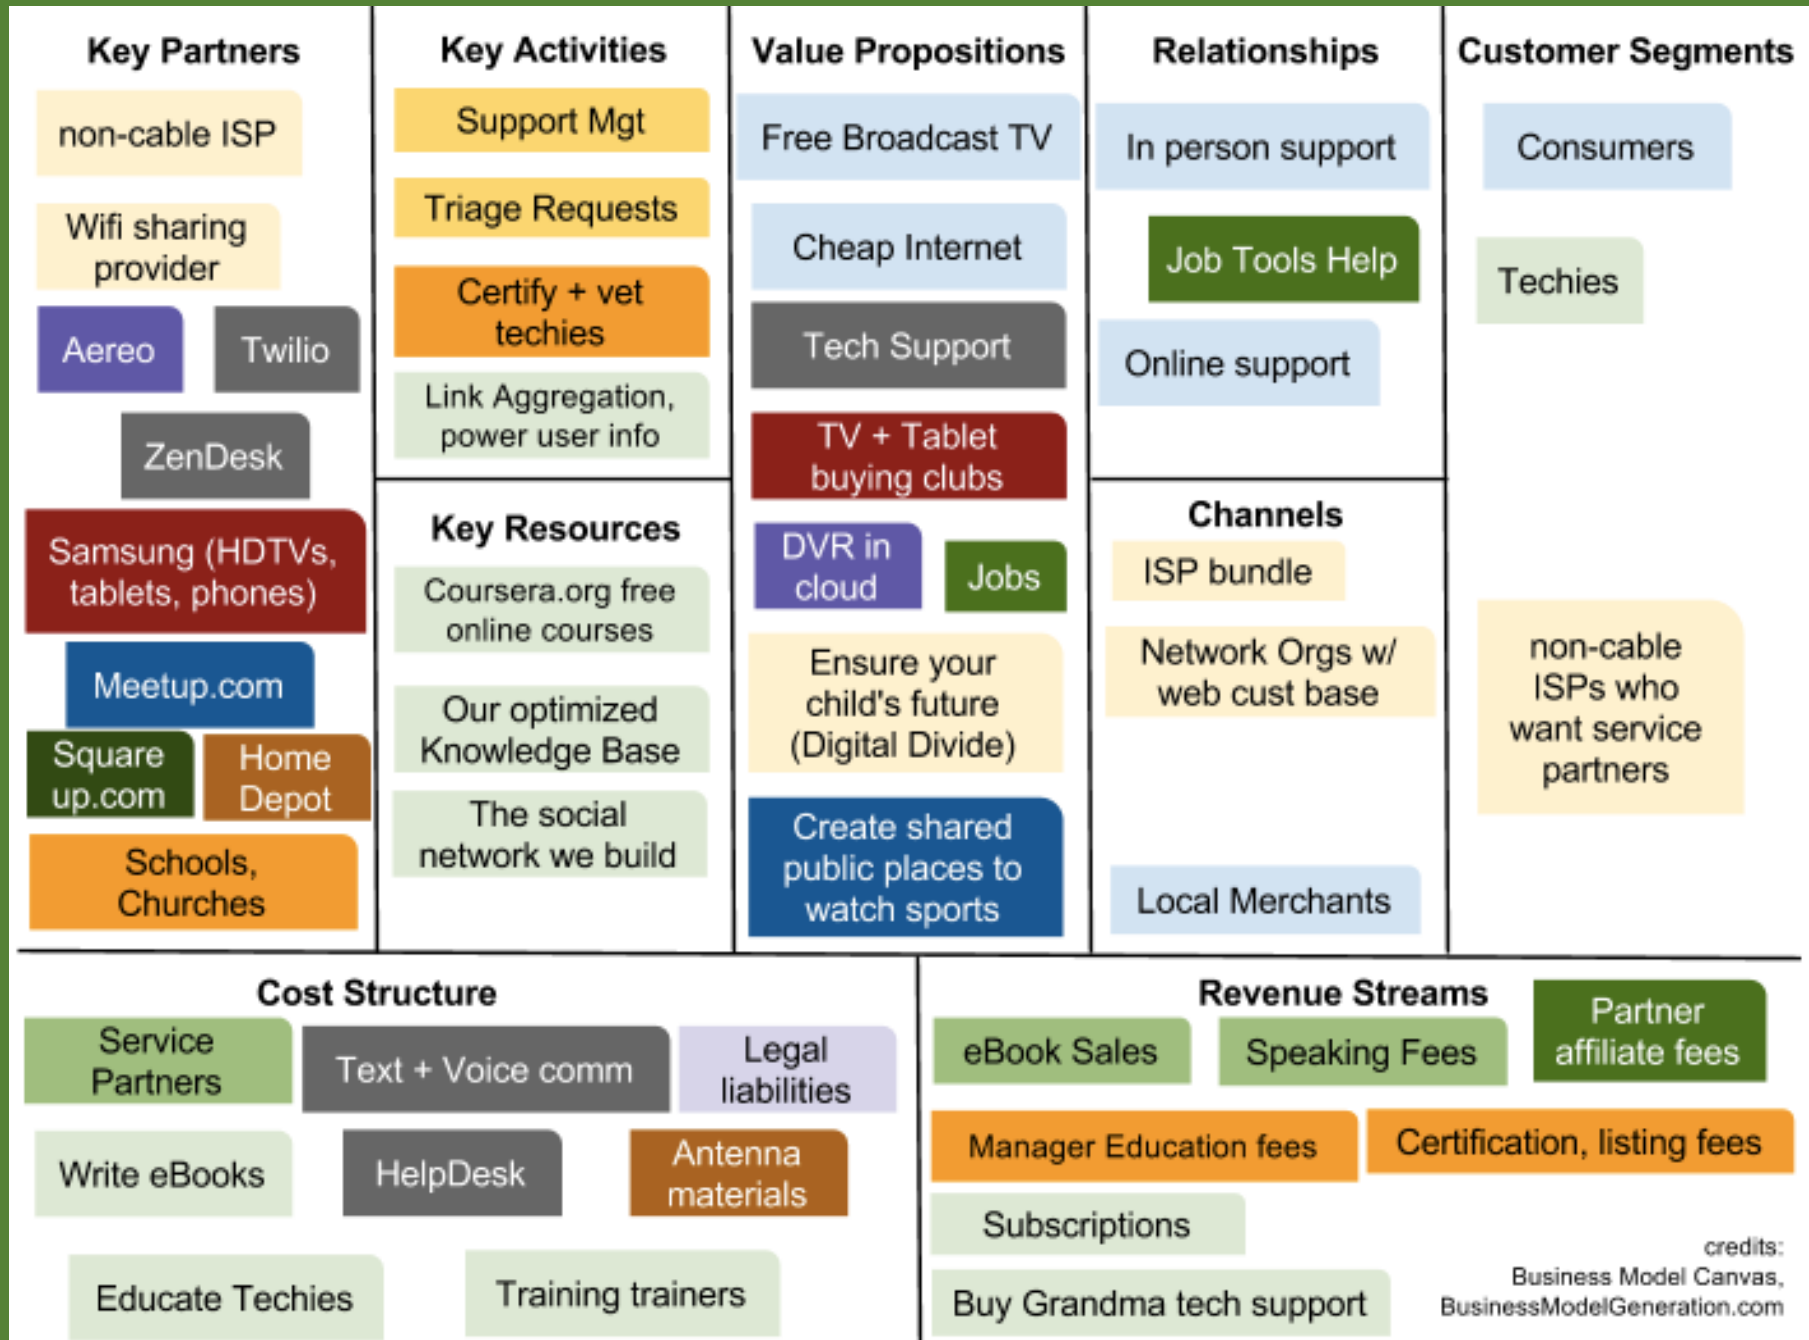 Key Partners
non-cable ISP
Wifi sharing
provider
Aereo
Twilio
ZenDesk
Samsung (HDTVs,
tablets, phones)
Meetup.com
Square
up.com
Home
Depot
Schools,
Churches
Key Activities
Support Mgt
Triage Requests
Certify + vet
techies
Link Aggregation,
power user info
Key Resources
Coursera.org free
online courses
Our optimized
Knowledge Base
The social
network we build
Value Propositions
Free Broadcast TV
Cheap Internet
Tech Support
TV + Tablet
buying clubs
DVR in
cloud
Jobs
Ensure your
child's future
(Digital Divide)
Create shared
public places to
watch sports
Relationships
In person support
Job Tools Help
Online support
Channels
ISP bundle
Network Orgs w/
web cust base
Local Merchants
Customer Segments
Consumers
Techies
non-cable
ISPs who
want service
partners
Cost Structure
Service
Partners
Text + Voice comm
Legal
liabilities
Write eBooks
HelpDesk
Antenna
materials
Educate Techies
Training trainers
Revenue Streams
eBook Sales
Speaking Fees
Partner
affiliate fees
Manager Education fees
Certification, listing fees
Subscriptions
Buy Grandma tech support
credits:
Business Model Canvas,
BusinessModelGeneration.com